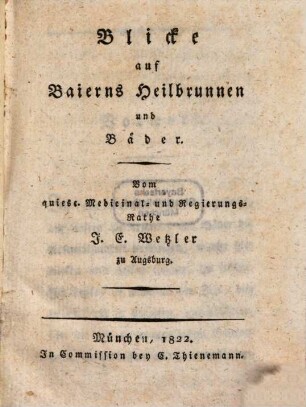 Blicke
auf
Baierns Heilbrunnen
und
Bäder.
Vom
quiesc. Medicinal- und Regierungs-
Rathe
J. E. Wetzler
zu Augsburg.
München, 1822.
In Commission bey E. Thienemann.